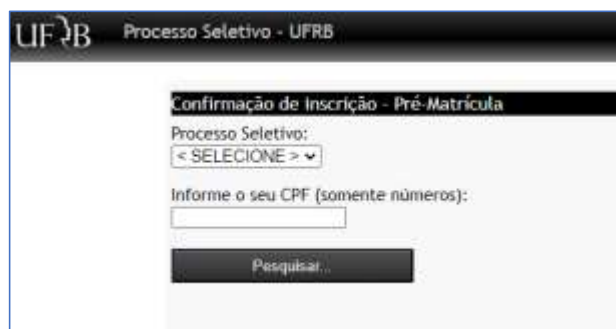 UFRB Processo Seletivo - UFRB
Confirmação de Inscrição - Pré-Matrícula
Processo Seletivo:
< SELECIONE >
Informe o seu CPF (somente números):
Pesquisar...